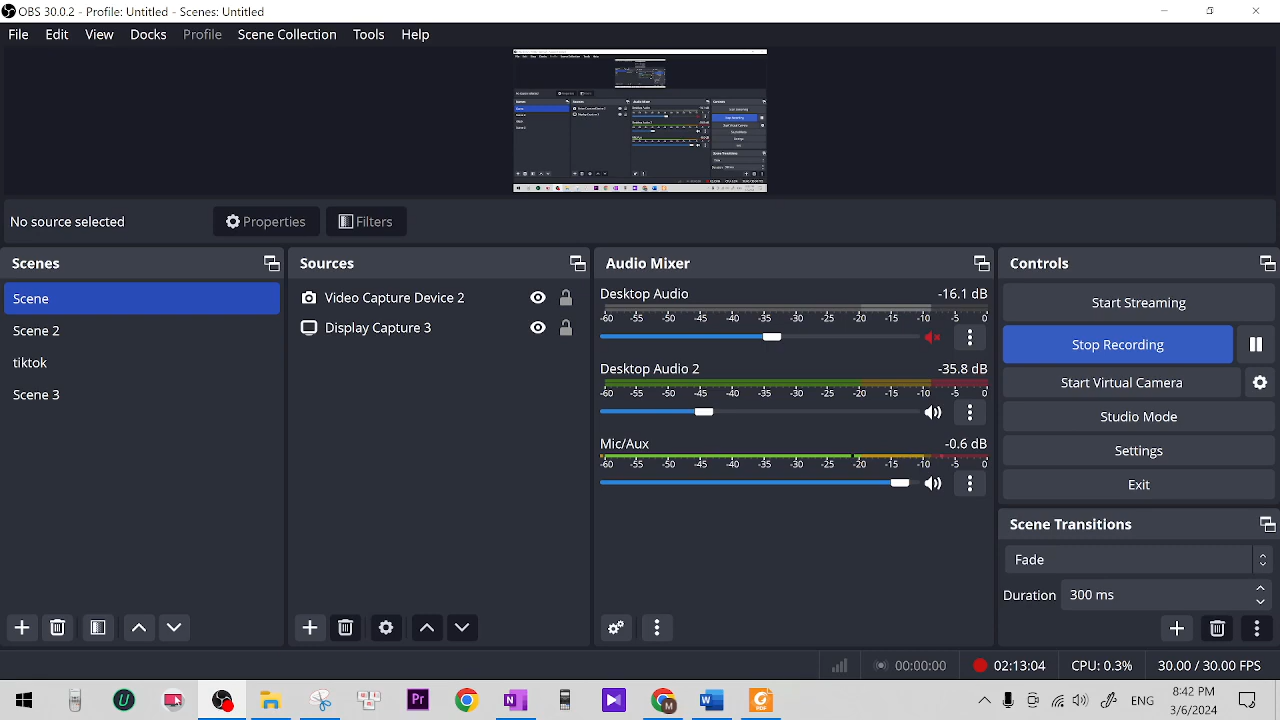 OBS 30.0.2 - Profile: Untitled - Scenes: Untitled
File Edit View Docks Profile Scene Collection Tools Help
No source selected Properties Filters
Scenes
Scene
Scene 2
tiktok
Scene 3
Sources
Video Capture Device 2
Display Capture 3
Audio Mixer
Desktop Audio -16.1 dB
-60 -55 -50 -45 -40 -35 -30 -25 -20 -15 -10 -5 0
Desktop Audio 2 -35.8 dB
-60 -55 -50 -45 -40 -35 -30 -25 -20 -15 -10 -5 0
Mic/Aux -0.6 dB
-60 -55 -50 -45 -40 -35 -30 -25 -20 -15 -10 -5 0
Controls
Start Streaming
Stop Recording
Start Virtual Camera
Studio Mode
Settings
Exit
Scene Transitions
Fade
Duration 300 ms
00:00:00 02:13:04 CPU: 0.3% 30.00 / 30.00 FPS
U Pr N M W PDF
8:42 PM
3/6/2024